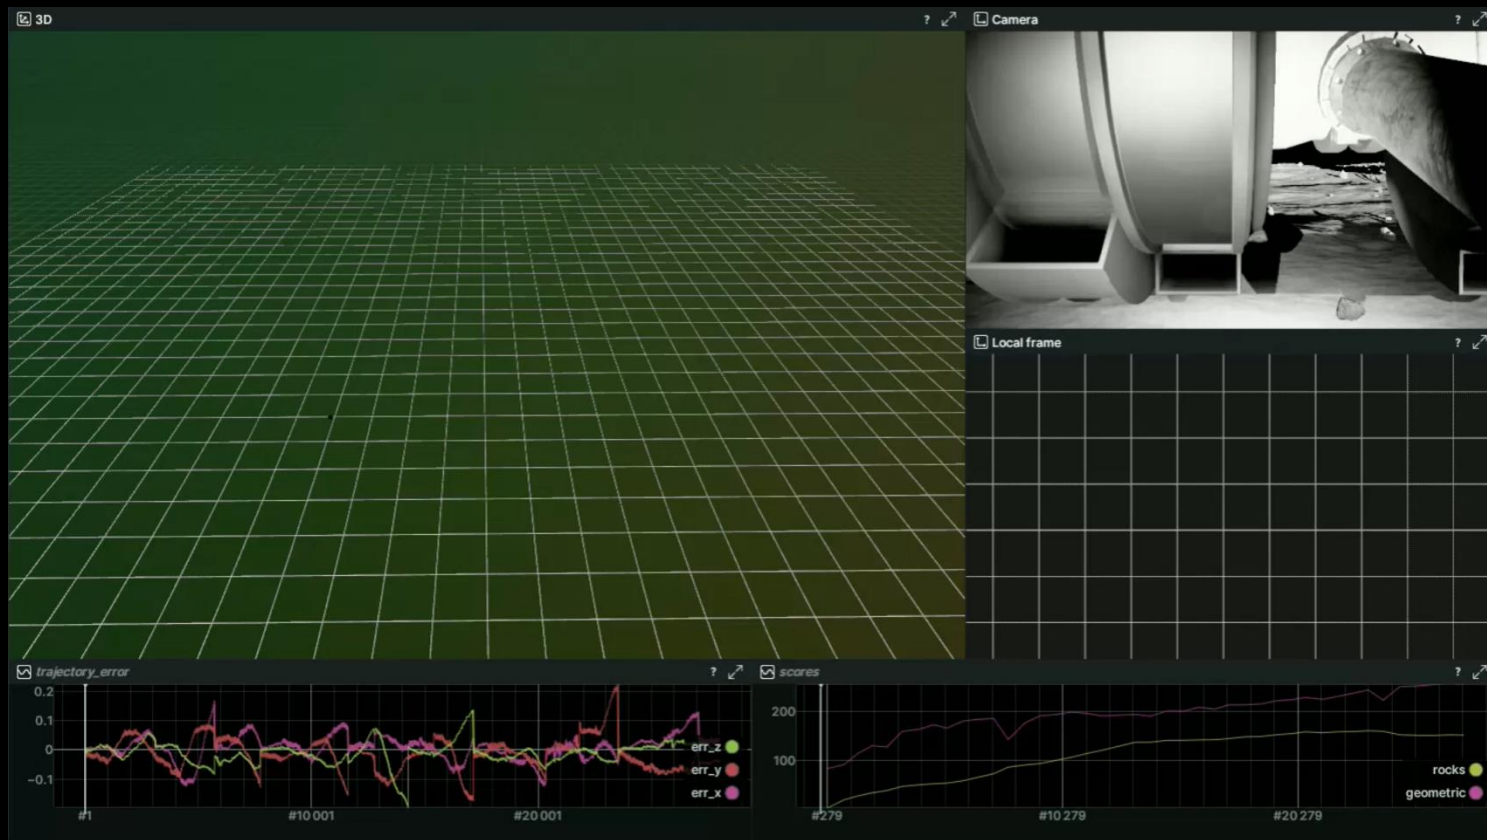 3D ?
Camera ?
Local frame ?
trajectory_error ?
0.2
0.1
0
−0.1
err_z
err_y
err_x
#1 #10 001 #20 001
scores ?
200
100
rocks
geometric
#279 #10 279 #20 279